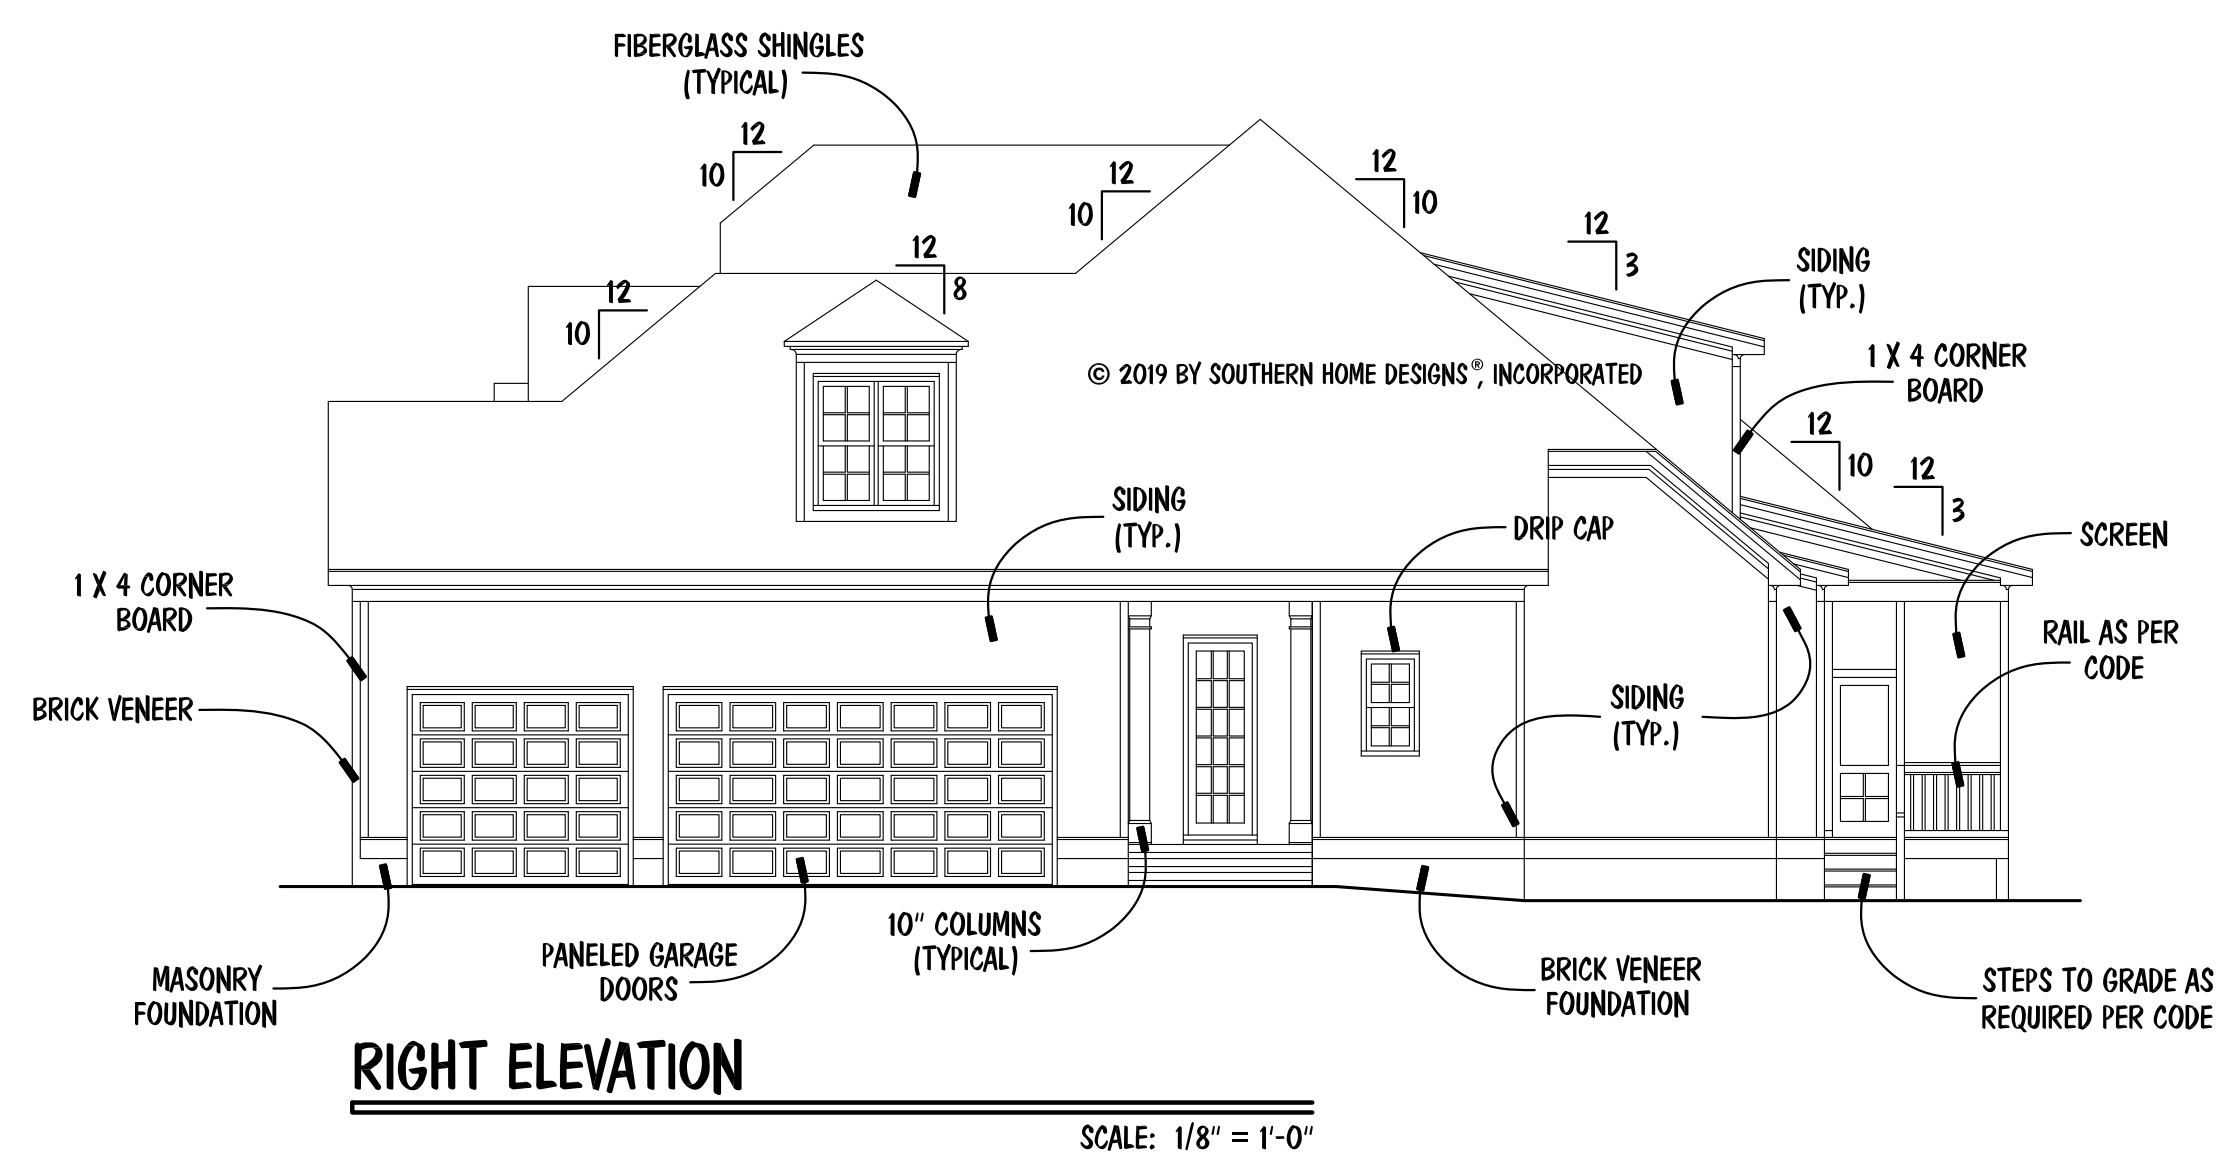 FIBERGLASS SHINGLES
(TYPICAL)
12
10
12
10
12
10
12
3
12
8
12
10
SIDING
(TYP.)
© 2019 BY SOUTHERN HOME DESIGNS®, INCORPORATED
1 X 4 CORNER
BOARD
12
10
12
3
SIDING
(TYP.)
DRIP CAP
SCREEN
1 X 4 CORNER
BOARD
RAIL AS PER
CODE
BRICK VENEER
SIDING
(TYP.)
10" COLUMNS
(TYPICAL)
PANELED GARAGE
DOORS
MASONRY
FOUNDATION
BRICK VENEER
FOUNDATION
STEPS TO GRADE AS
REQUIRED PER CODE
RIGHT ELEVATION
SCALE: 1/8" = 1'-0"